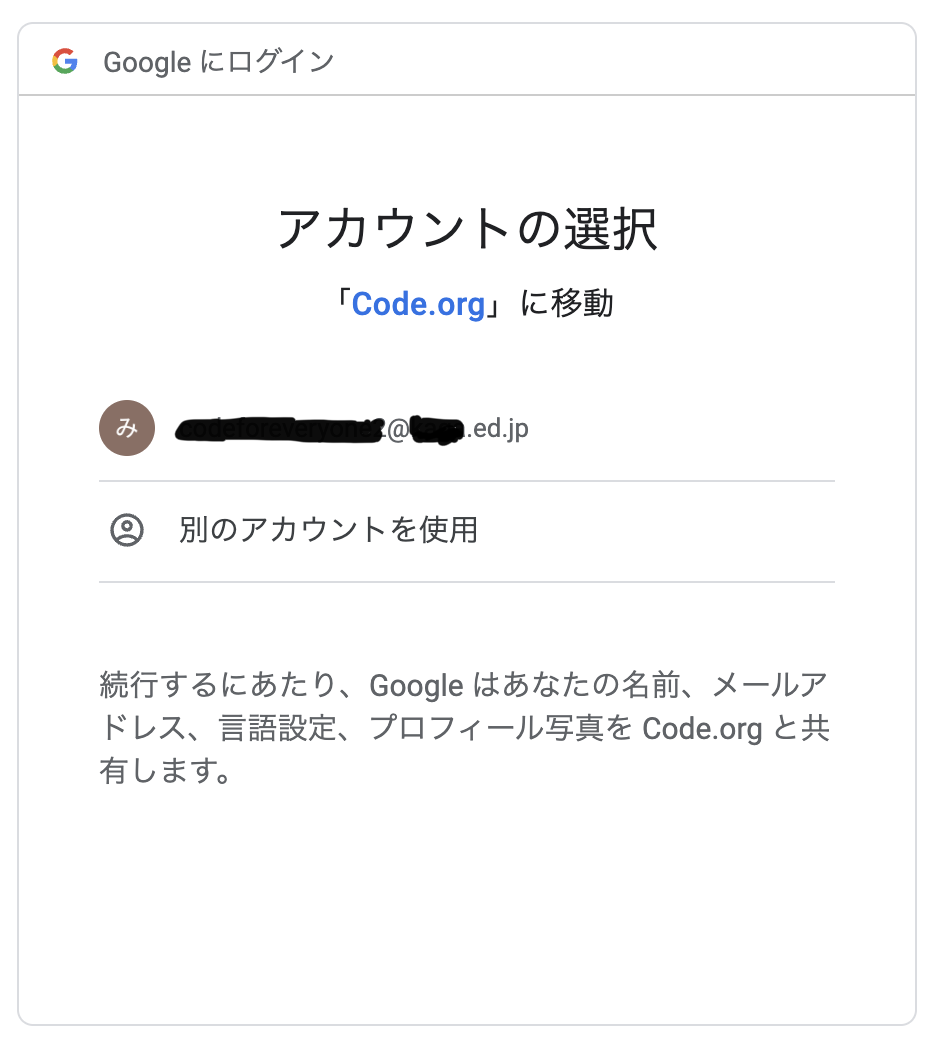 Google にログイン
アカウントの選択
「Code.org」に移動
み
@
.ed.jp
別のアカウントを使用
続行するにあたり、Google はあなたの名前、メールア
ドレス、言語設定、プロフィール写真を Code.org と共
有します。